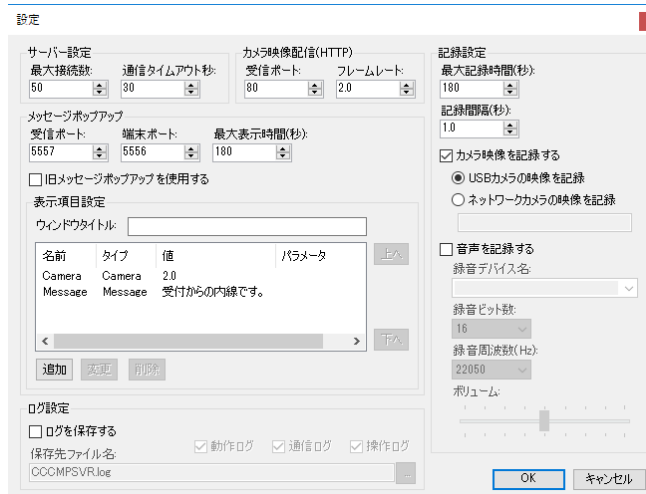 設定
サーバー設定
最大接続数: 通信タイムアウト秒:
50 30
カメラ映像配信(HTTP)
受信ポート: フレームレート:
80 2.0
メッセージポップアップ
受信ポート: 端末ポート: 最大表示時間(秒):
5557 5556 180
旧メッセージポップアップを使用する
表示項目設定
ウィンドウタイトル:
名前 タイプ 値 パラメータ
Camera Camera 2.0
Message Message 受付からの内線です。
上へ
下へ
追加 変更 削除
ログ設定
ログを保存する
動作ログ 通信ログ 操作ログ
保存先ファイル名:
CCCMPSVR.log ...
記録設定
最大記録時間(秒):
180
記録間隔(秒):
1.0
カメラ映像を記録する
USBカメラの映像を記録
ネットワークカメラの映像を記録
音声を記録する
録音デバイス名:
録音ビット数:
16
録音周波数(Hz):
22050
ボリューム:
OK キャンセル